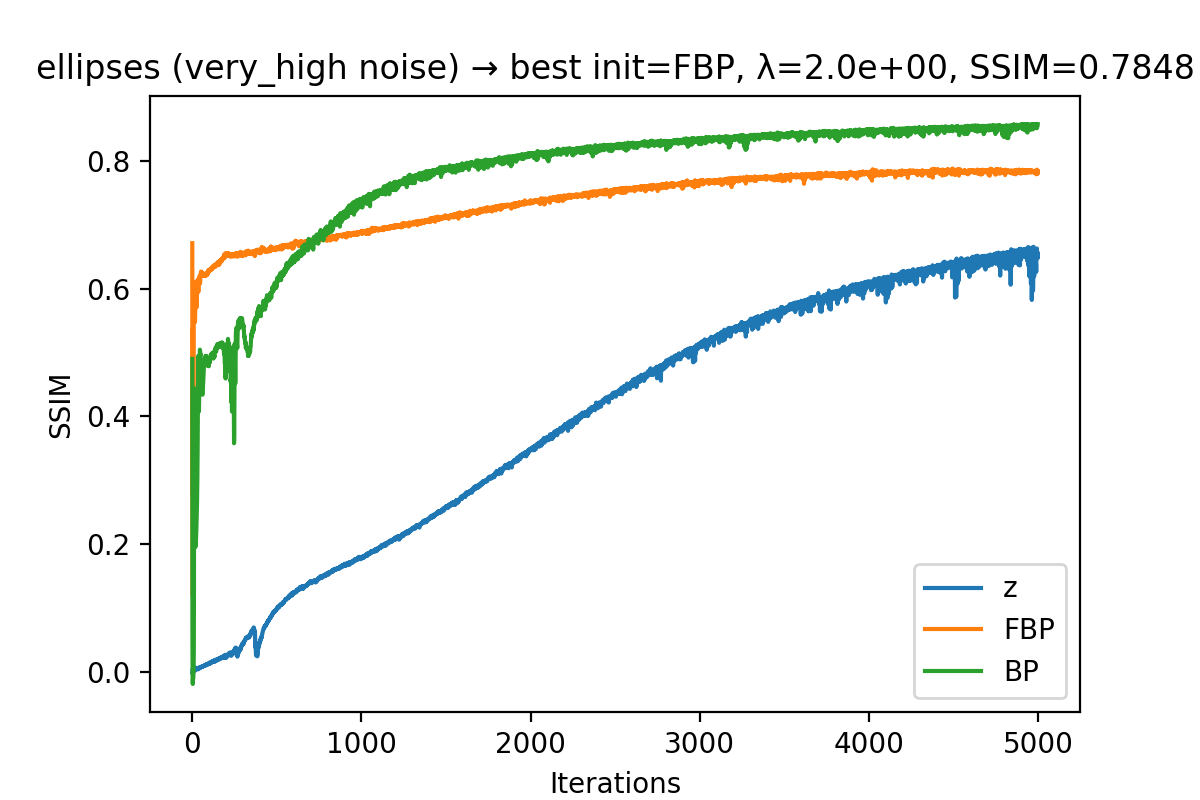 ellipses (very_high noise) → best init=FBP, λ=2.0e+00, SSIM=0.7848
SSIM
0.8
0.6
0.4
0.2
0.0
z
FBP
BP
0 1000 2000 3000 4000 5000
Iterations